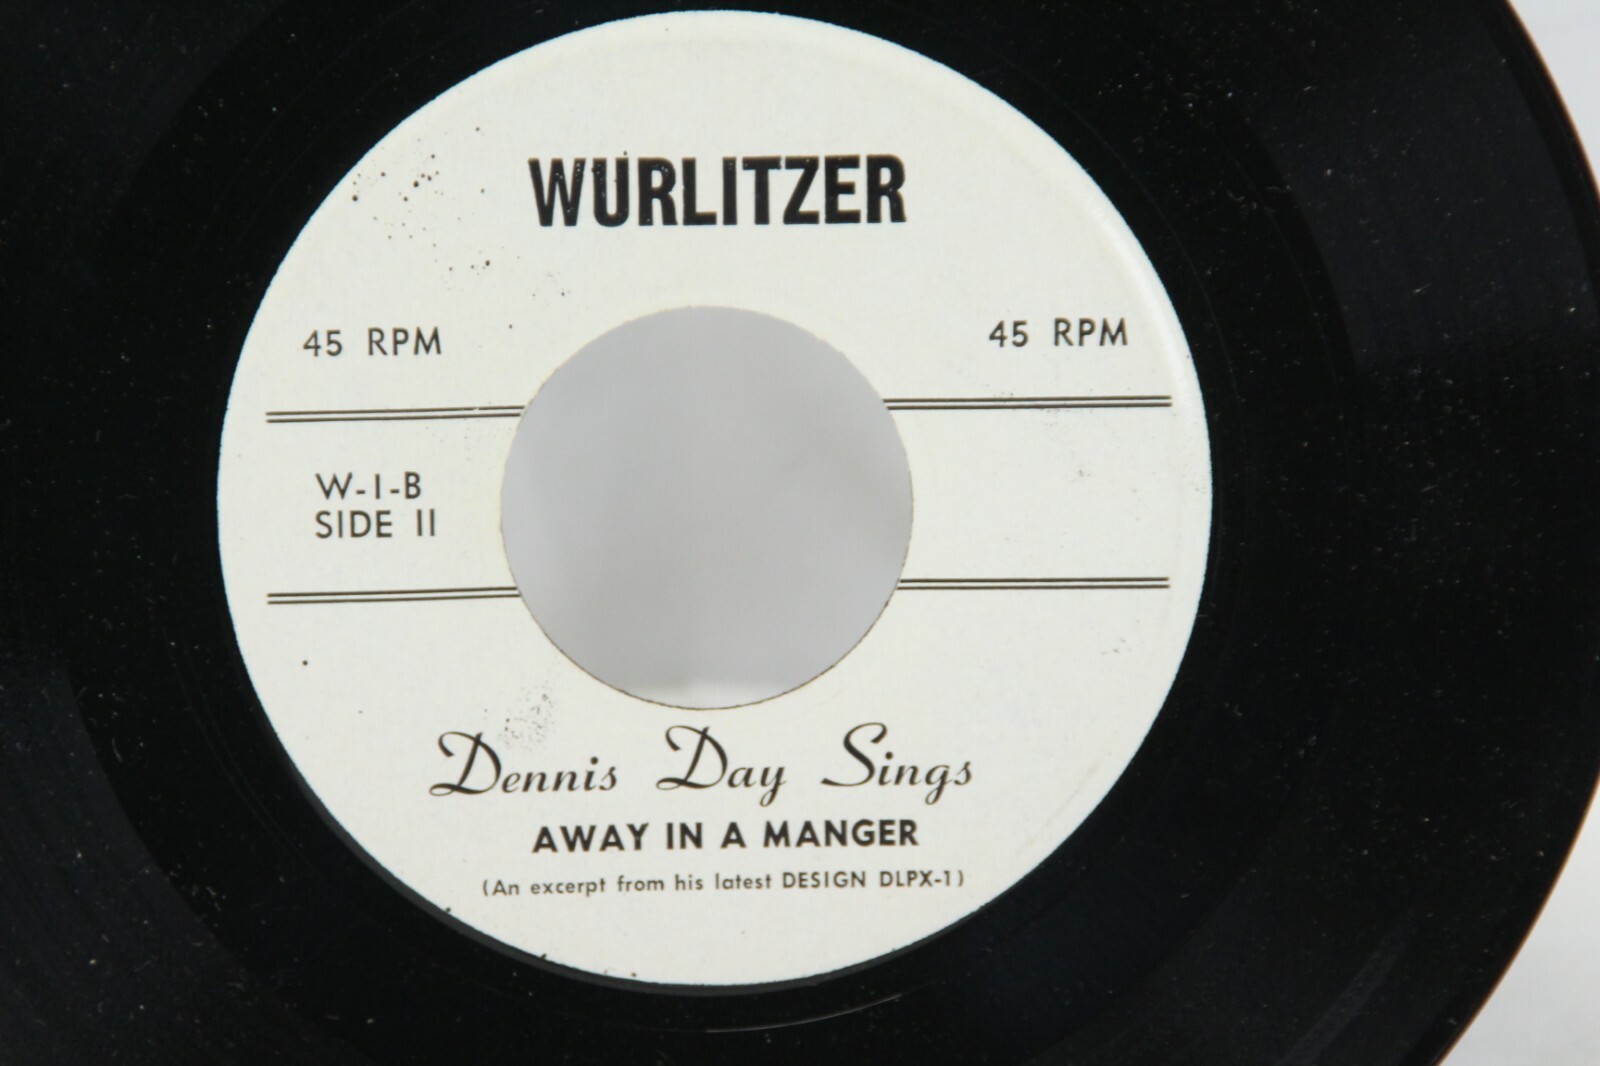 WURLITZER
45 RPM 45 RPM
W-1-B
SIDE II
Dennis Day Sings
AWAY IN A MANGER
(An excerpt from his latest DESIGN DLPX-1)